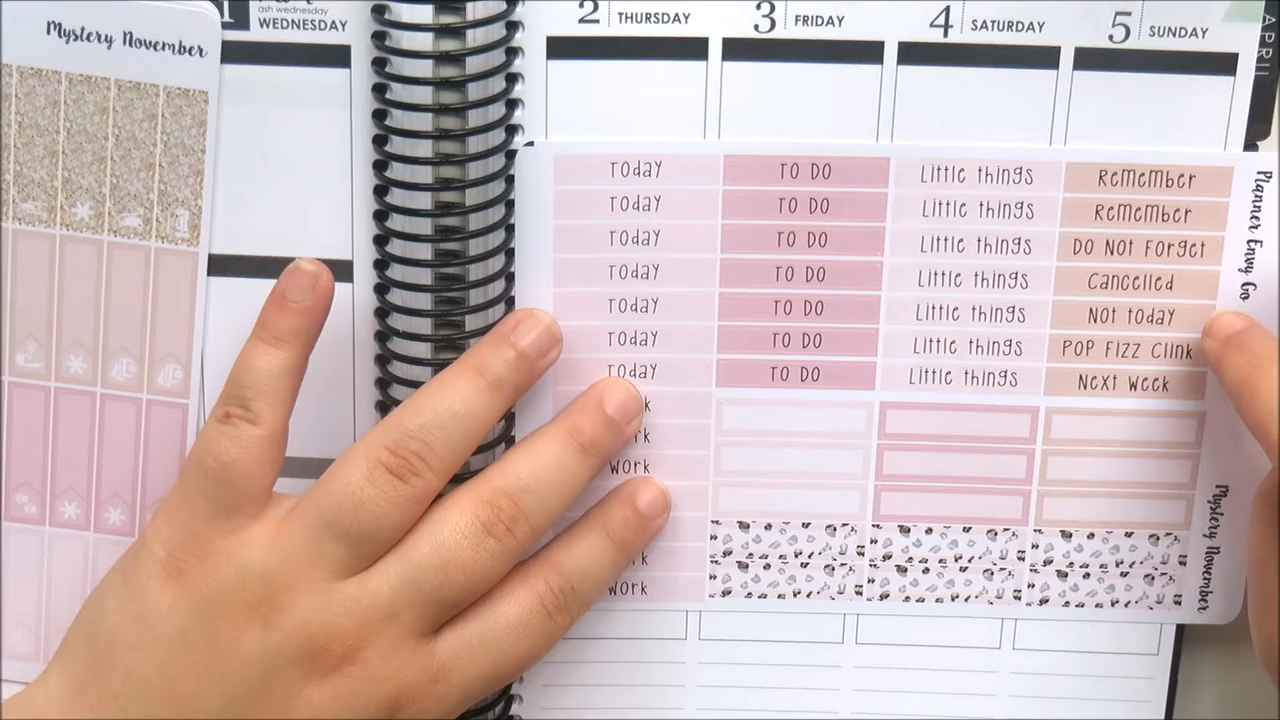 Mystery November
1
ash wednesday
WEDNESDAY
2 THURSDAY
3 FRIDAY
4 SATURDAY
5 SUNDAY
APRIL
Today TO DO Little things Remember
Today TO DO Little things Remember
Today TO DO Little things DO NOT Forget
Today TO DO Little things Cancelled
Today TO DO Little things Not today
Today TO DO Little things POP Fizz Clink
Today TO DO Little things Next week
work
work
Planner Envy Go
Mystery November